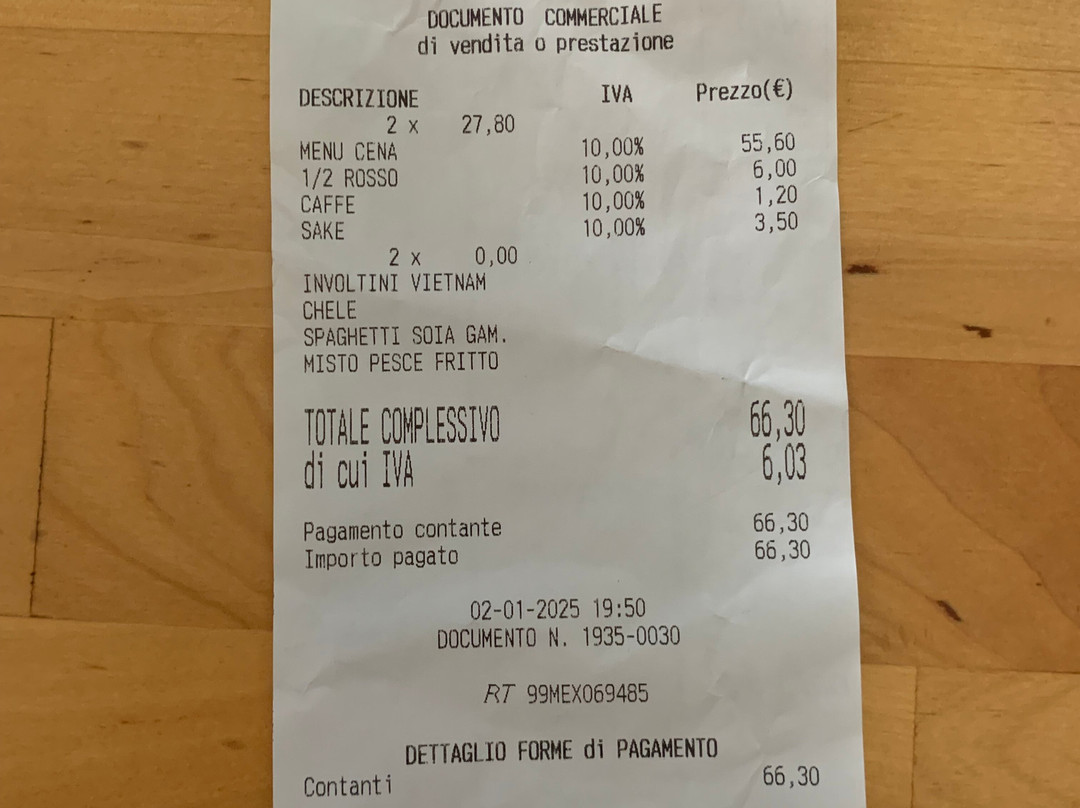 DOCUMENTO COMMERCIALE
di vendita o prestazione
DESCRIZIONE IVA Prezzo(€)
2 x 27,80
MENU CENA 10,00% 55,60
1/2 ROSSO 10,00% 6,00
CAFFE 10,00% 1,20
SAKE 10,00% 3,50
2 x 0,00
INVOLTINI VIETNAM
CHELE
SPAGHETTI SOIA GAM.
MISTO PESCE FRITTO
TOTALE COMPLESSIVO 66,30
di cui IVA 6,03
Pagamento contante 66,30
Importo pagato 66,30
02-01-2025 19:50
DOCUMENTO N. 1935-0030
RT 99MEX069485
DETTAGLIO FORME di PAGAMENTO
Contanti 66,30